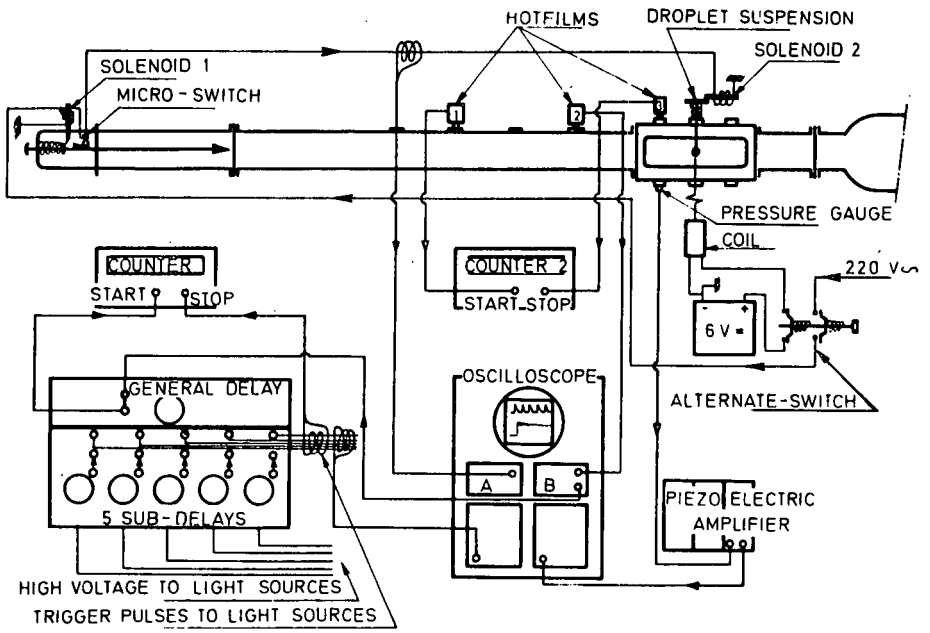 HOTFILMS
DROPLET SUSPENSION
SOLENOID 2
SOLENOID 1
MICRO-SWITCH
1
2
3
PRESSURE GAUGE
COIL
220 V~
COUNTER 1
START STOP
COUNTER 2
START STOP
- +
6 V =
ALTERNATE-SWITCH
OSCILLOSCOPE
GENERAL DELAY
A
B
5 SUB-DELAYS
PIEZO ELECTRIC
AMPLIFIER
HIGH VOLTAGE TO LIGHT SOURCES
TRIGGER PULSES TO LIGHT SOURCES